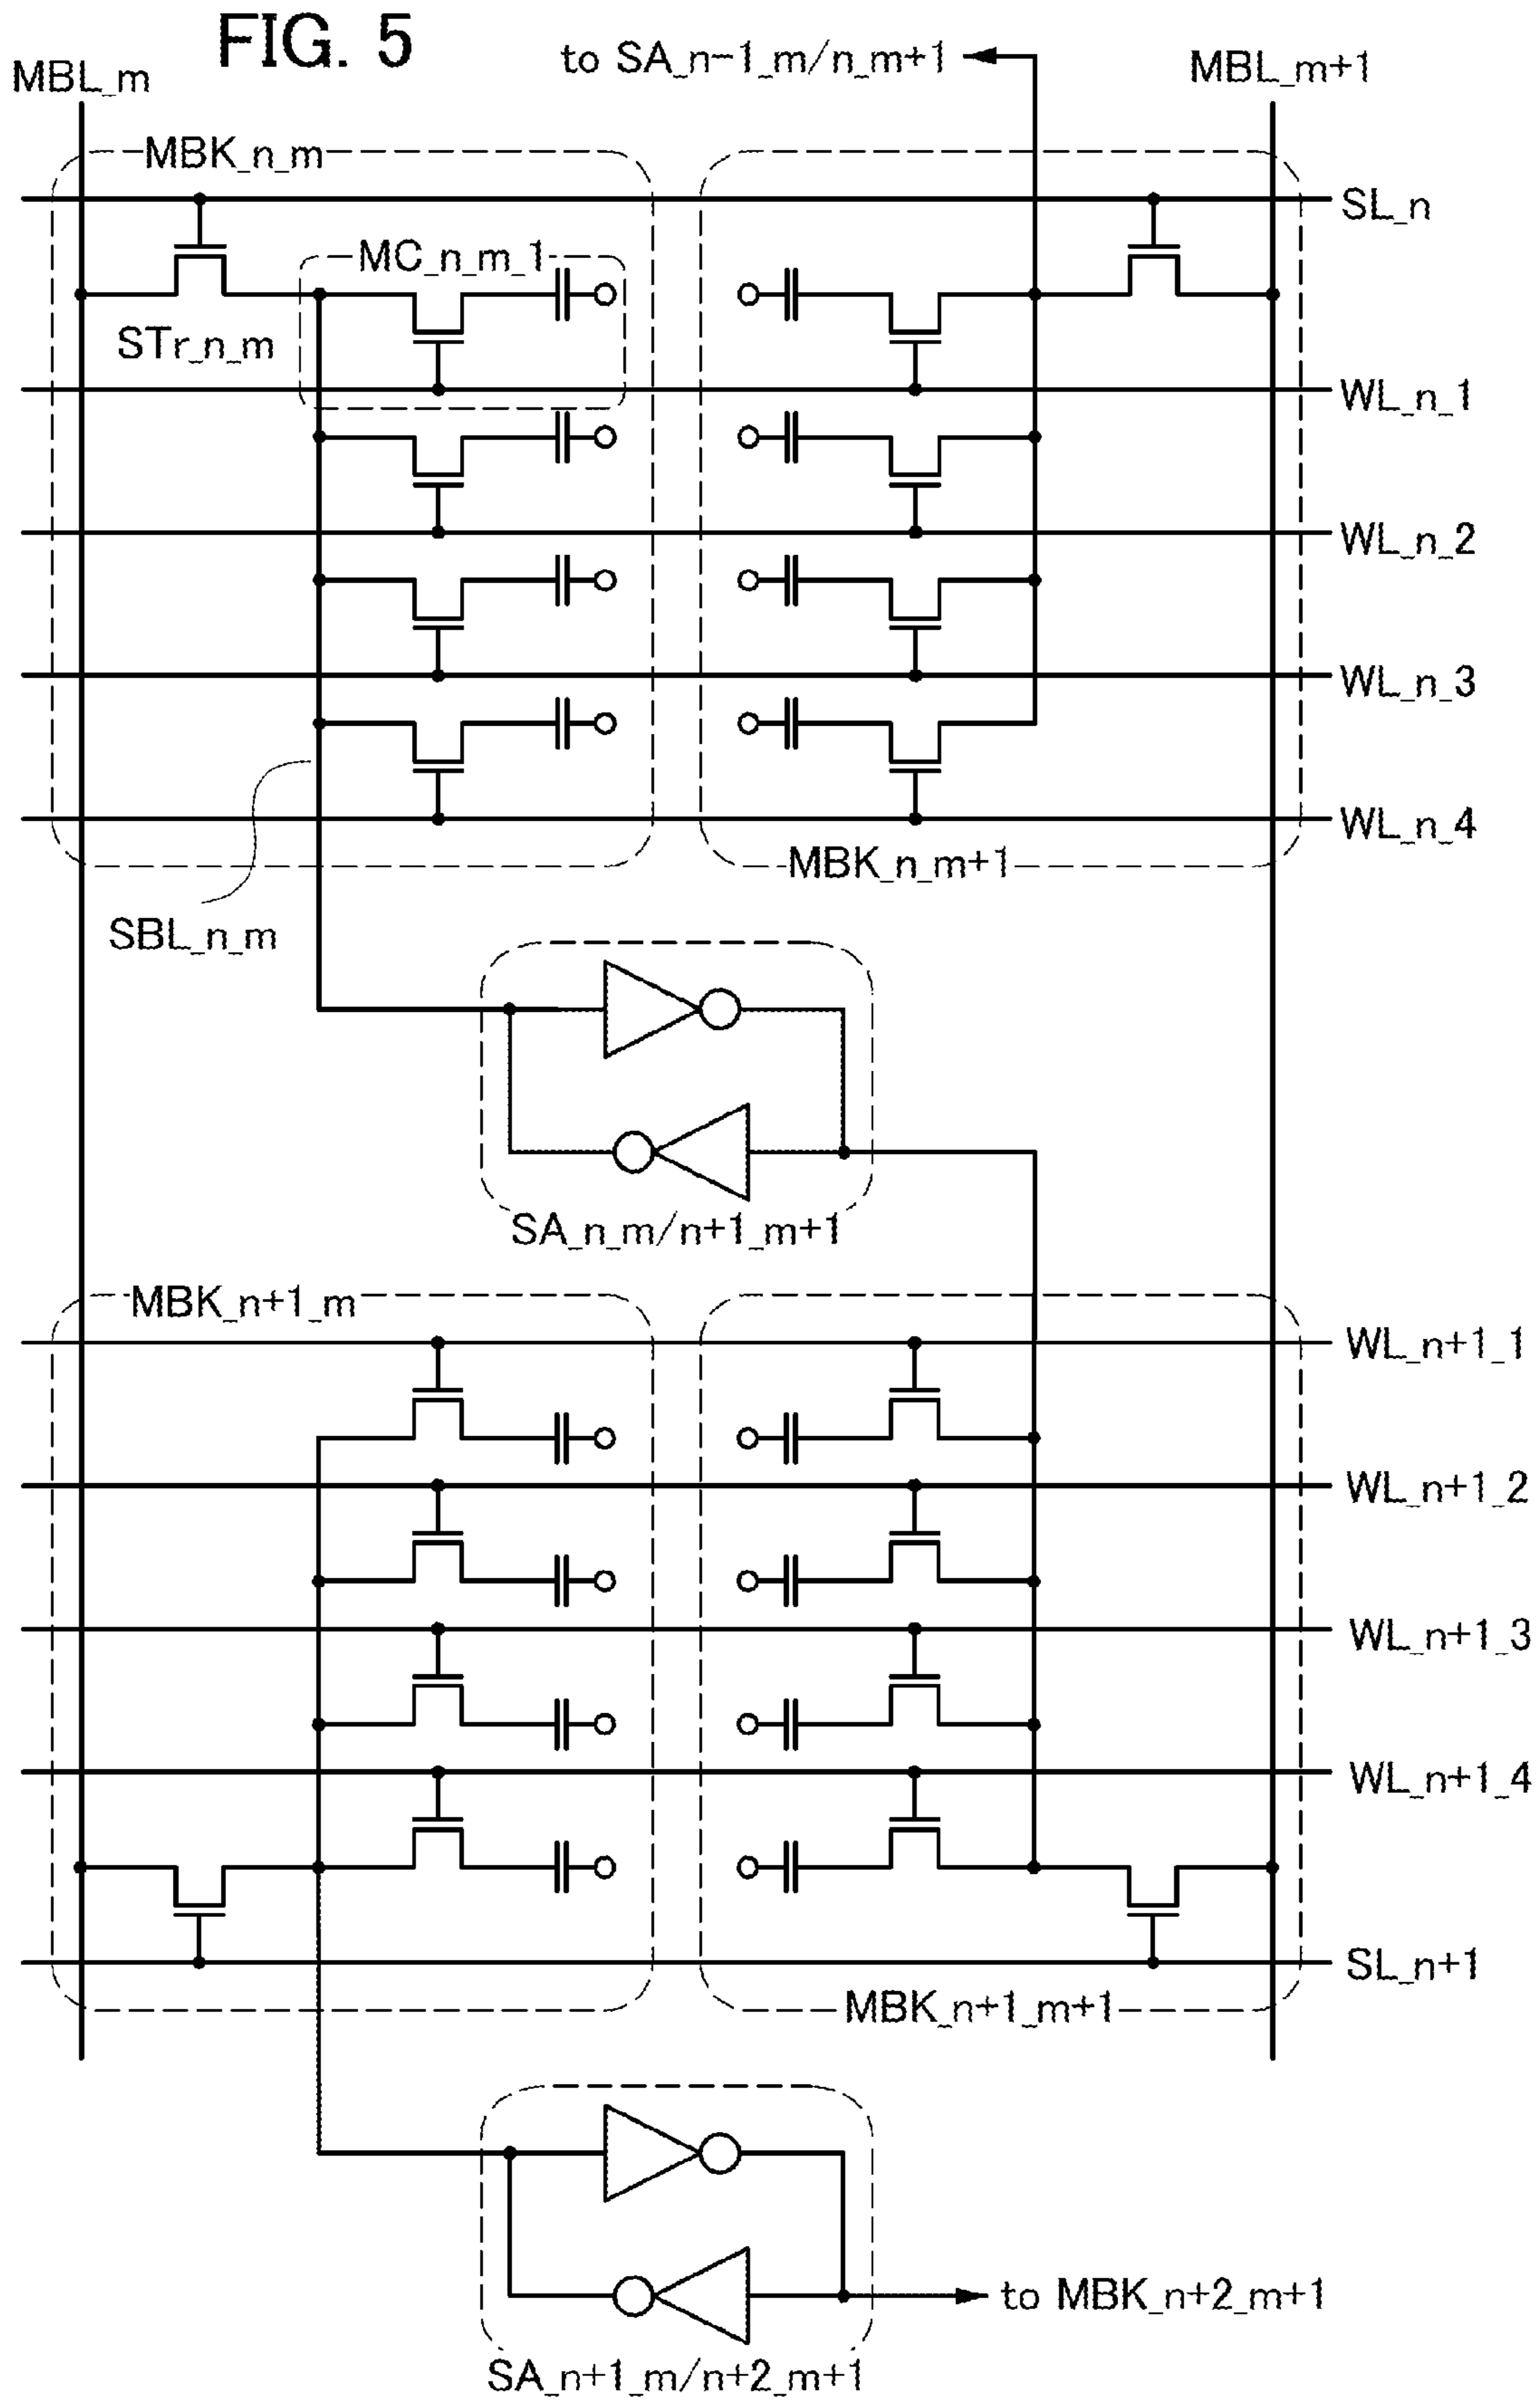 FIG. 5
to SA_n-1_m/n_m+1
MBL_m
MBL_m+1
MBK_n_m
SL_n
MC_n_m_1
STr_n_m
WL_n_1
WL_n_2
WL_n_3
WL_n_4
MBK_n_m+1
SBL_n_m
SA_n_m/n+1_m+1
MBK_n+1_m
WL_n+1_1
WL_n+1_2
WL_n+1_3
WL_n+1_4
SL_n+1
MBK_n+1_m+1
to MBK_n+2_m+1
SA_n+1_m/n+2_m+1